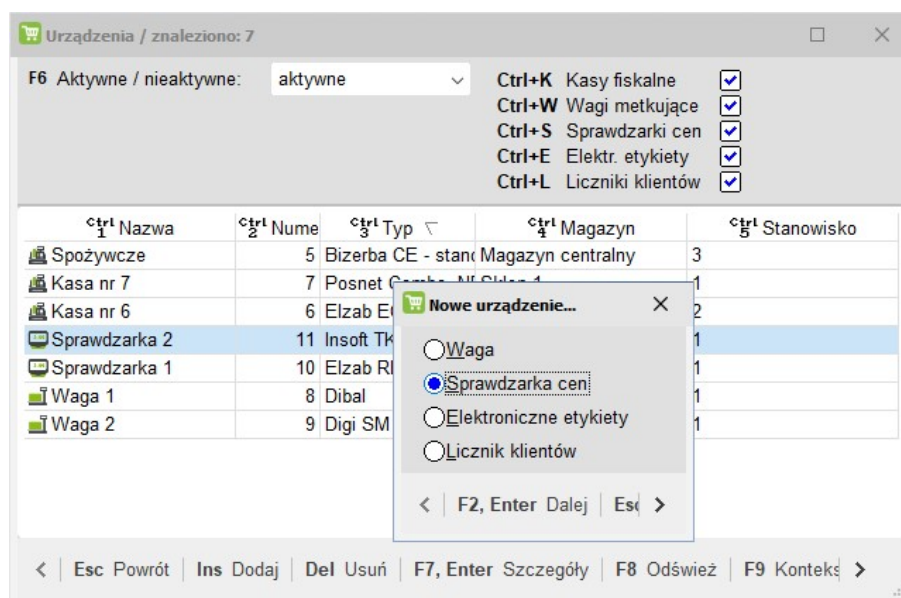 Urządzenia / znaleziono: 7
F6 Aktywne / nieaktywne: aktywne
Ctrl+K Kasy fiskalne
Ctrl+W Wagi metkujące
Ctrl+S Sprawdzarki cen
Ctrl+E Elektr. etykiety
Ctrl+L Liczniki klientów
Ctrl 1 Nazwa Ctrl 2 Nume Ctrl 3 Typ Ctrl 4 Magazyn Ctrl 5 Stanowisko
Spożywcze 5 Bizerba CE - stand Magazyn centralny 3
Kasa nr 7 7 Posnet 1
Kasa nr 6 6 Elzab 2
Sprawdzarka 2 11 Insoft 1
Sprawdzarka 1 10 Elzab 1
Waga 1 8 Dibal 1
Waga 2 9 Digi SM 1
Nowe urządzenie...
Waga
Sprawdzarka cen
Elektroniczne etykiety
Licznik klientów
F2, Enter Dalej Esc
Esc Powrót Ins Dodaj Del Usuń F7, Enter Szczegóły F8 Odśwież F9 Konteks